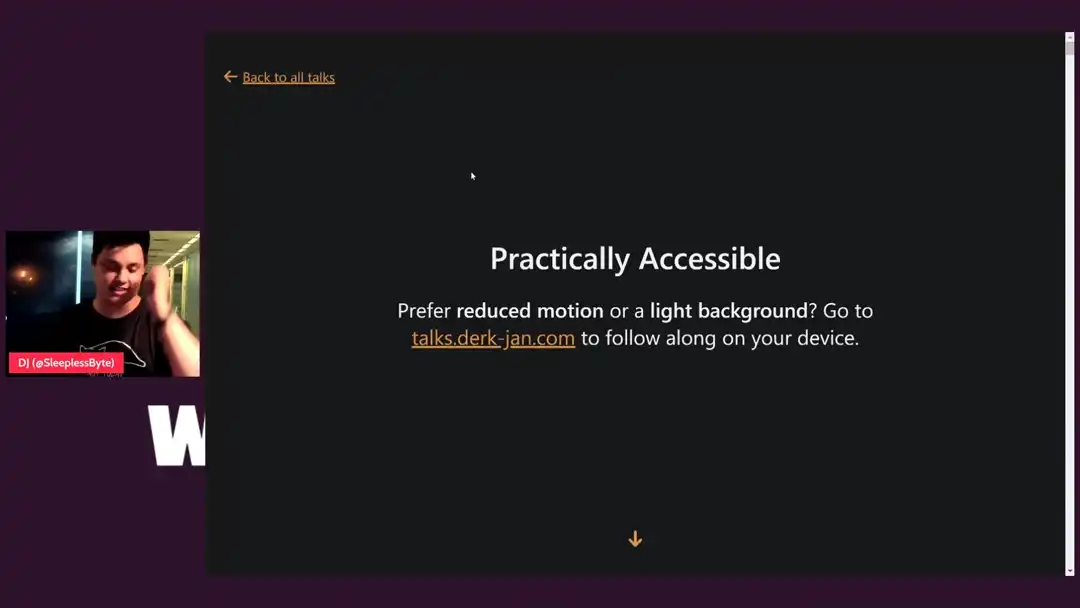 Back to all talks
Practically Accessible
Prefer reduced motion or a light background? Go to
talks.derk-jan.com to follow along on your device.
DJ (@SleeplessByte)
W